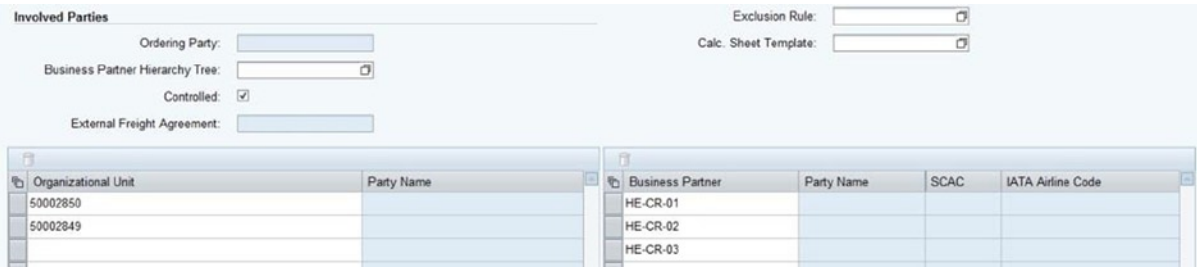 Involved Parties
Exclusion Rule:
Ordering Party:
Calc. Sheet Template:
Business Partner Hierarchy Tree:
Controlled:
External Freight Agreement:
Organizational Unit Party Name
50002850
50002849
Business Partner Party Name SCAC IATA Airline Code
HE-CR-01
HE-CR-02
HE-CR-03